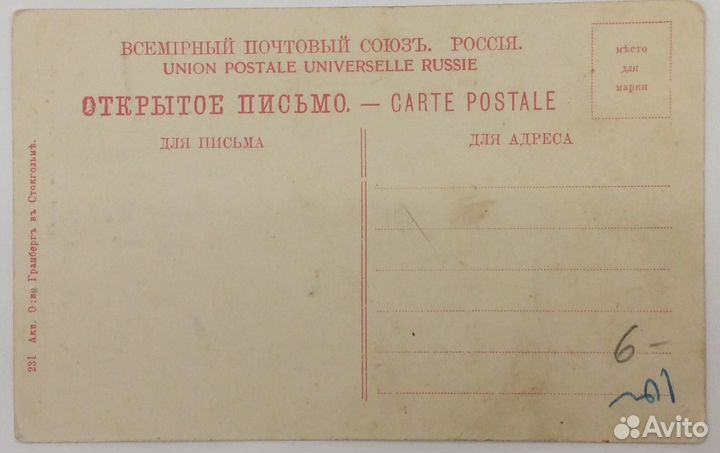 ВСЕМІРНЫЙ ПОЧТОВЫЙ СОЮЗЪ. РОССІЯ.
UNION POSTALE UNIVERSELLE RUSSIE
ОТКРЫТОЕ ПИСЬМО. — CARTE POSTALE
мѣсто
для
марки
ДЛЯ ПИСЬМА
ДЛЯ АДРЕСА
231 Акц. О:во Гранбергъ въ Стокгольмѣ.
6-
Avito